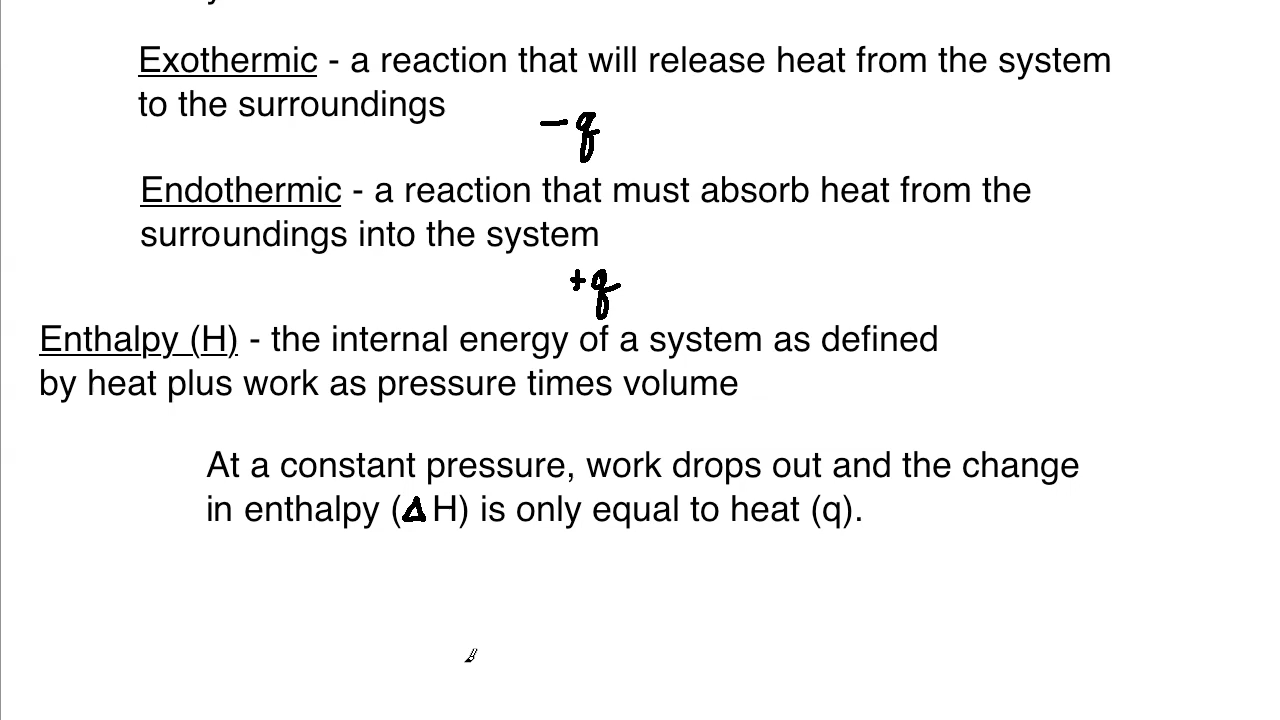 Exothermic - a reaction that will release heat from the system
to the surroundings
- q
Endothermic - a reaction that must absorb heat from the
surroundings into the system
+q
Enthalpy (H) - the internal energy of a system as defined
by heat plus work as pressure times volume
At a constant pressure, work drops out and the change
in enthalpy (Δ H) is only equal to heat (q).